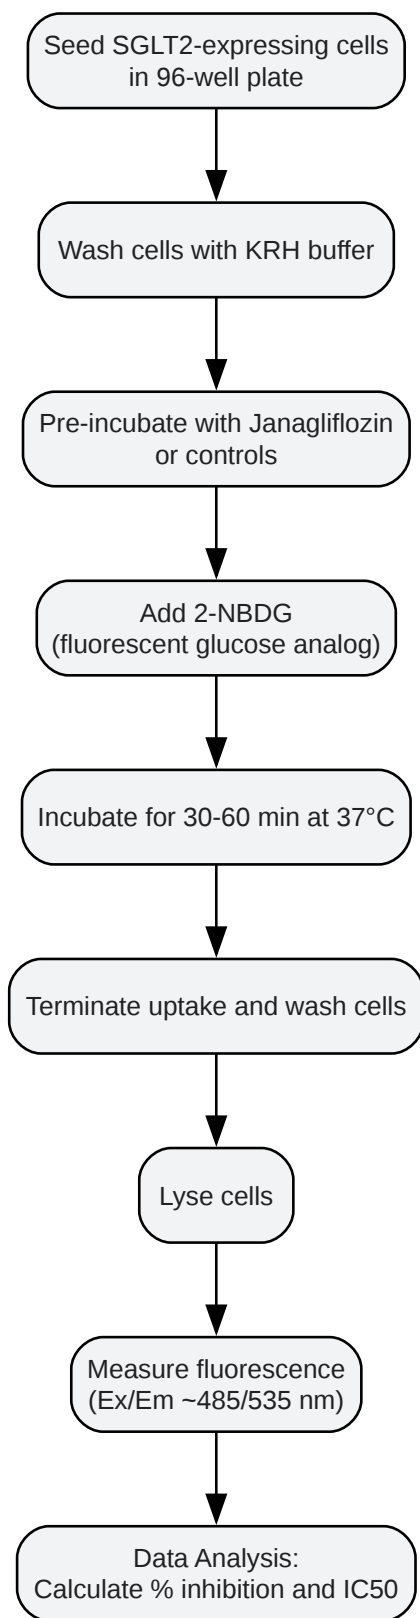 Seed SGLT2-expressing cells
in 96-well plate
Wash cells with KRH buffer
Pre-incubate with Janagliflozin
or controls
Add 2-NBDG
(fluorescent glucose analog)
Incubate for 30-60 min at 37°C
Terminate uptake and wash cells
Lyse cells
Measure fluorescence
(Ex/Em ~485/535 nm)
Data Analysis:
Calculate % inhibition and IC50